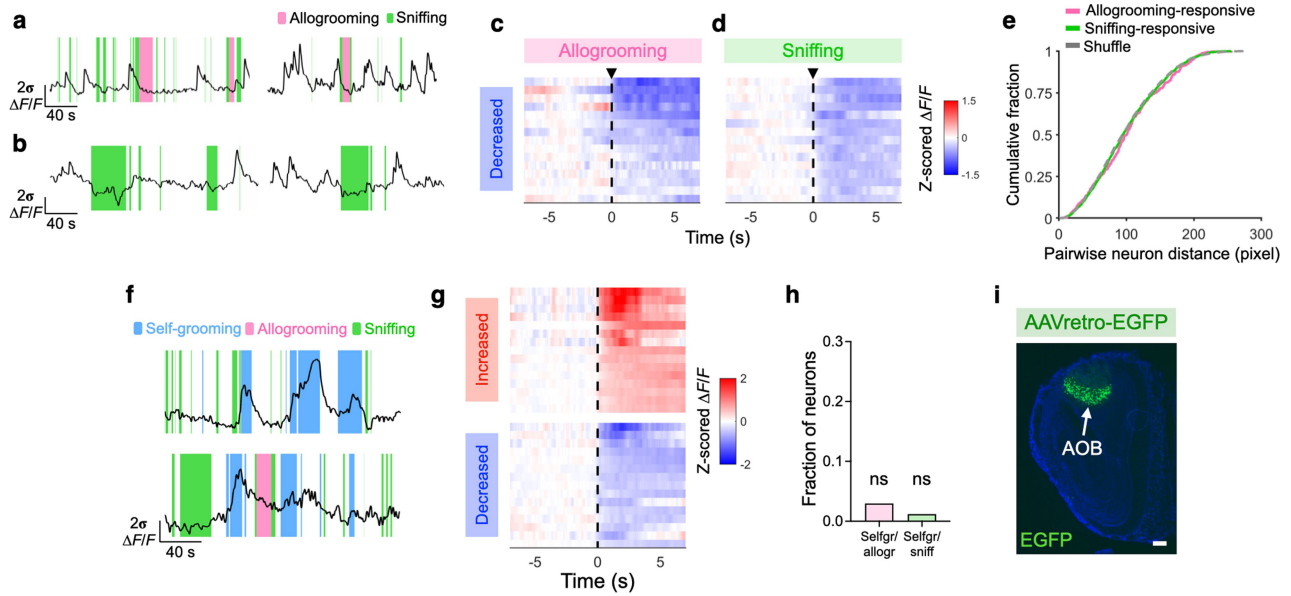 a
Allogrooming Sniffing
2σ
ΔF/F
40 s
b
2σ
ΔF/F
40 s
c
Allogrooming
Decreased
-5 0 5
d
Sniffing
-5 0 5
Time (s)
Z-scored ΔF/F
1.5
0
-1.5
e
Allogrooming-responsive
Sniffing-responsive
Shuffle
Cumulative fraction
1
0.75
0.5
0.25
0
0 100 200 300
Pairwise neuron distance (pixel)
f
Self-grooming Allogrooming Sniffing
2σ
ΔF/F
40 s
g
Increased
Decreased
-5 0 5
Time (s)
Z-scored ΔF/F
2
0
-2
h
Fraction of neurons
0.3
0.2
0.1
0.0
ns ns
Selfgr/ Selfgr/
allogr sniff
i
AAVretro-EGFP
AOB
EGFP